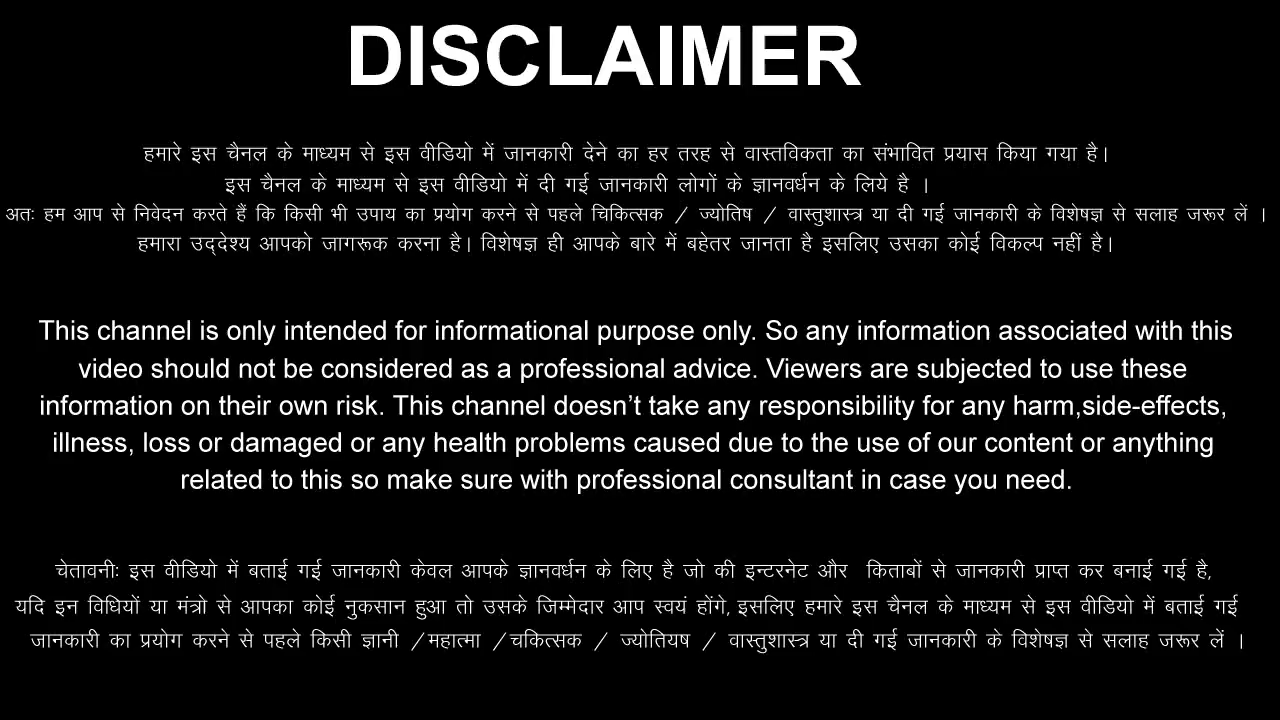 DISCLAIMER
हमारे इस चैनल के माध्यम से इस वीडियो में जानकारी देने का हर तरह से वास्तविकता का संभावित प्रयास किया गया है।
इस चैनल के माध्यम से इस वीडियो में दी गई जानकारी लोगों के ज्ञानवर्धन के लिये है ।
अतः हम आप से निवेदन करते हैं कि किसी भी उपाय का प्रयोग करने से पहले चिकित्सक / ज्योतिष / वास्तुशास्त्र या दी गई जानकारी के विशेषज्ञ से सलाह जरूर लें ।
हमारा उद्देश्य आपको जागरूक करना है। विशेषज्ञ ही आपके बारे में बहेतर जानता है इसलिए उसका कोई विकल्प नहीं है।
This channel is only intended for informational purpose only. So any information associated with this
video should not be considered as a professional advice. Viewers are subjected to use these
information on their own risk. This channel doesn’t take any responsibility for any harm,side-effects,
illness, loss or damaged or any health problems caused due to the use of our content or anything
related to this so make sure with professional consultant in case you need.
चेतावनीः इस वीडियो में बताई गई जानकारी केवल आपके ज्ञानवर्धन के लिए है जो की इन्टरनेट और किताबों से जानकारी प्राप्त कर बनाई गई है,
यदि इन विधियों या मंत्रो से आपका कोई नुकसान हुआ तो उसके जिम्मेदार आप स्वयं होंगे, इसलिए हमारे इस चैनल के माध्यम से इस वीडियो में बताई गई
जानकारी का प्रयोग करने से पहले किसी ज्ञानी /महात्मा /चकित्सक / ज्योतियष / वास्तुशास्त्र या दी गई जानकारी के विशेषज्ञ से सलाह जरूर लें ।